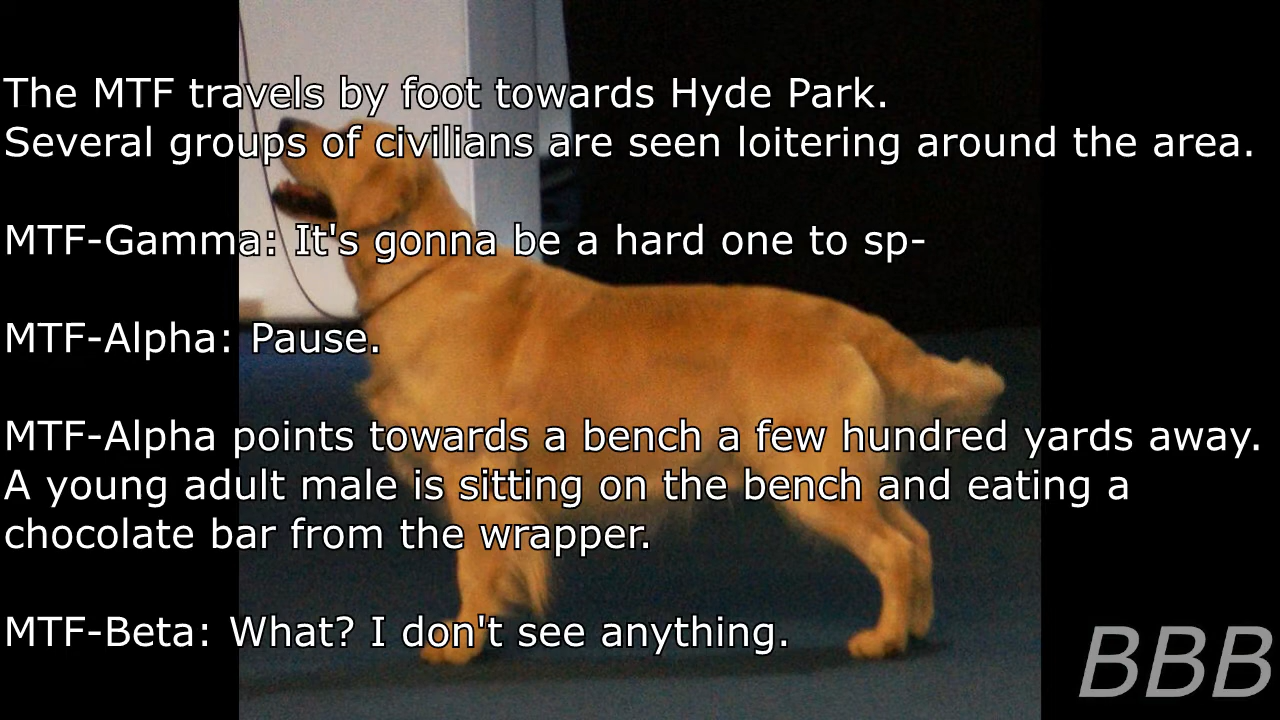 The MTF travels by foot towards Hyde Park.
Several groups of civilians are seen loitering around the area.
MTF-Gamma: It's gonna be a hard one to sp-
MTF-Alpha: Pause.
MTF-Alpha points towards a bench a few hundred yards away.
A young adult male is sitting on the bench and eating a
chocolate bar from the wrapper.
MTF-Beta: What? I don't see anything.
BBB